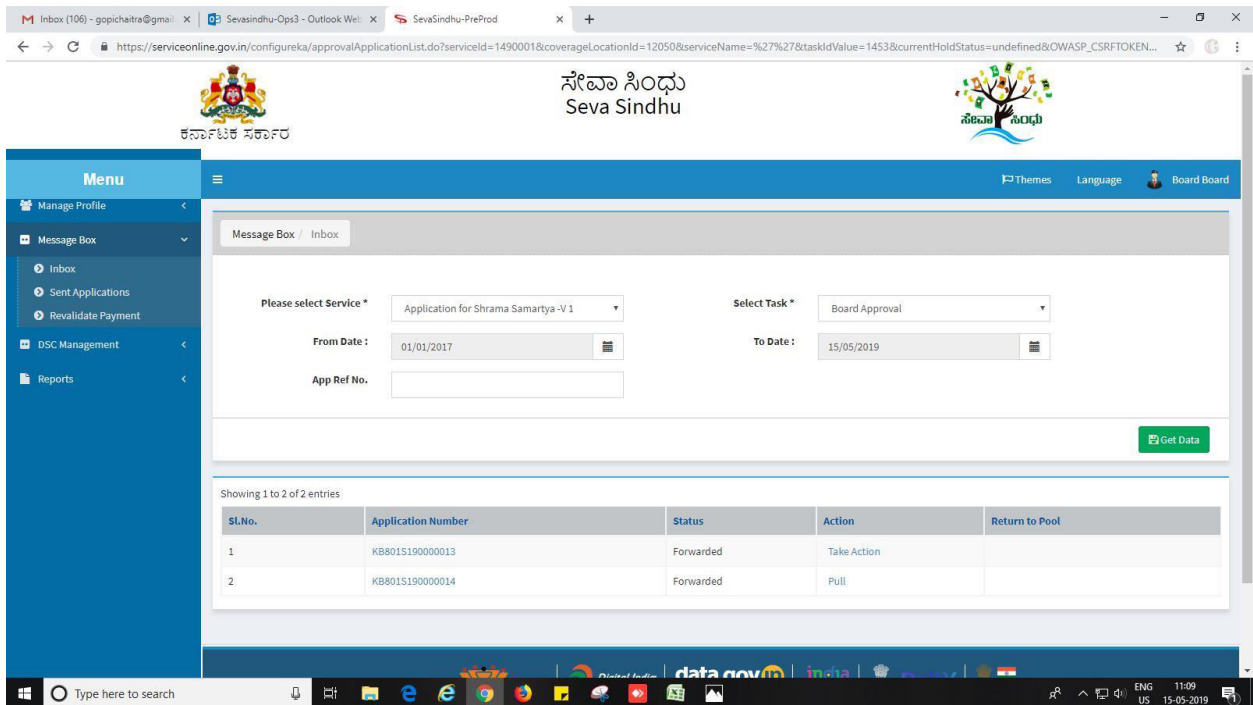 Inbox (106) - gopichaitra@gmail Sevasindhu-Ops3 - Outlook Web SevaSindhu-PreProd
https://serviceonline.gov.in/configureka/approvalApplicationList.do?serviceId=1490001&coverageLocationId=12050&serviceName=%27%27&taskIdValue=1453&currentHoldStatus=undefined&OWASP_CSRFTOKEN...
ಕರ್ನಾಟಕ ಸರ್ಕಾರ
ಸೇವಾ ಸಿಂಧು
Seva Sindhu
ಸೇವಾ ಸಿಂಧು
Menu
Themes Language Board Board
Manage Profile
Message Box
Inbox
Sent Applications
Revalidate Payment
DSC Management
Reports
Message Box / Inbox
Please select Service * Application for Shrama Samartya -V 1 Select Task * Board Approval
From Date : 01/01/2017 To Date : 15/05/2019
App Ref No.
Get Data
Showing 1 to 2 of 2 entries
Sl.No. Application Number Status Action Return to Pool
1 KB801S190000013 Forwarded Take Action
2 KB801S190000014 Forwarded Pull
Digital India data.gov.in india
Type here to search
ENG 11:09
US 15-05-2019